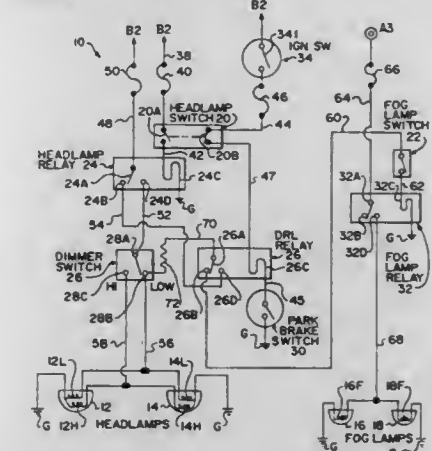 B2
A3
10
B2
B2
341
IGN SW.
34
38
50
40
66
46
64
FOG
LAMP
SWITCH
22
60
HEADLAMP
SWITCH 20
20A
48
44
42
20B
HEADLAMP
RELAY 24
24A
24C
47
32A
32C
62
24B
24D
G
54
52
70
32B
32D
G
28A
26A
DRL
RELAY
26
26C
FOG
LAMP
RELAY
32
DIMMER
SWITCH
26
28C
HI
LOW
28B
72
26B
26D
45
PARK
BRAKE
SWITCH
30
G
58
56
68
12L
14L
16F
18F
12
14
G
HEADLAMPS
G
12H
14H
16
18
G
FOG LAMPS